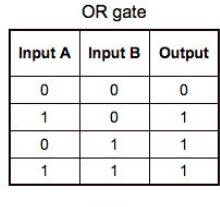 OR gate
Input A Input B Output
0 0 0
1 0 1
0 1 1
1 1 1